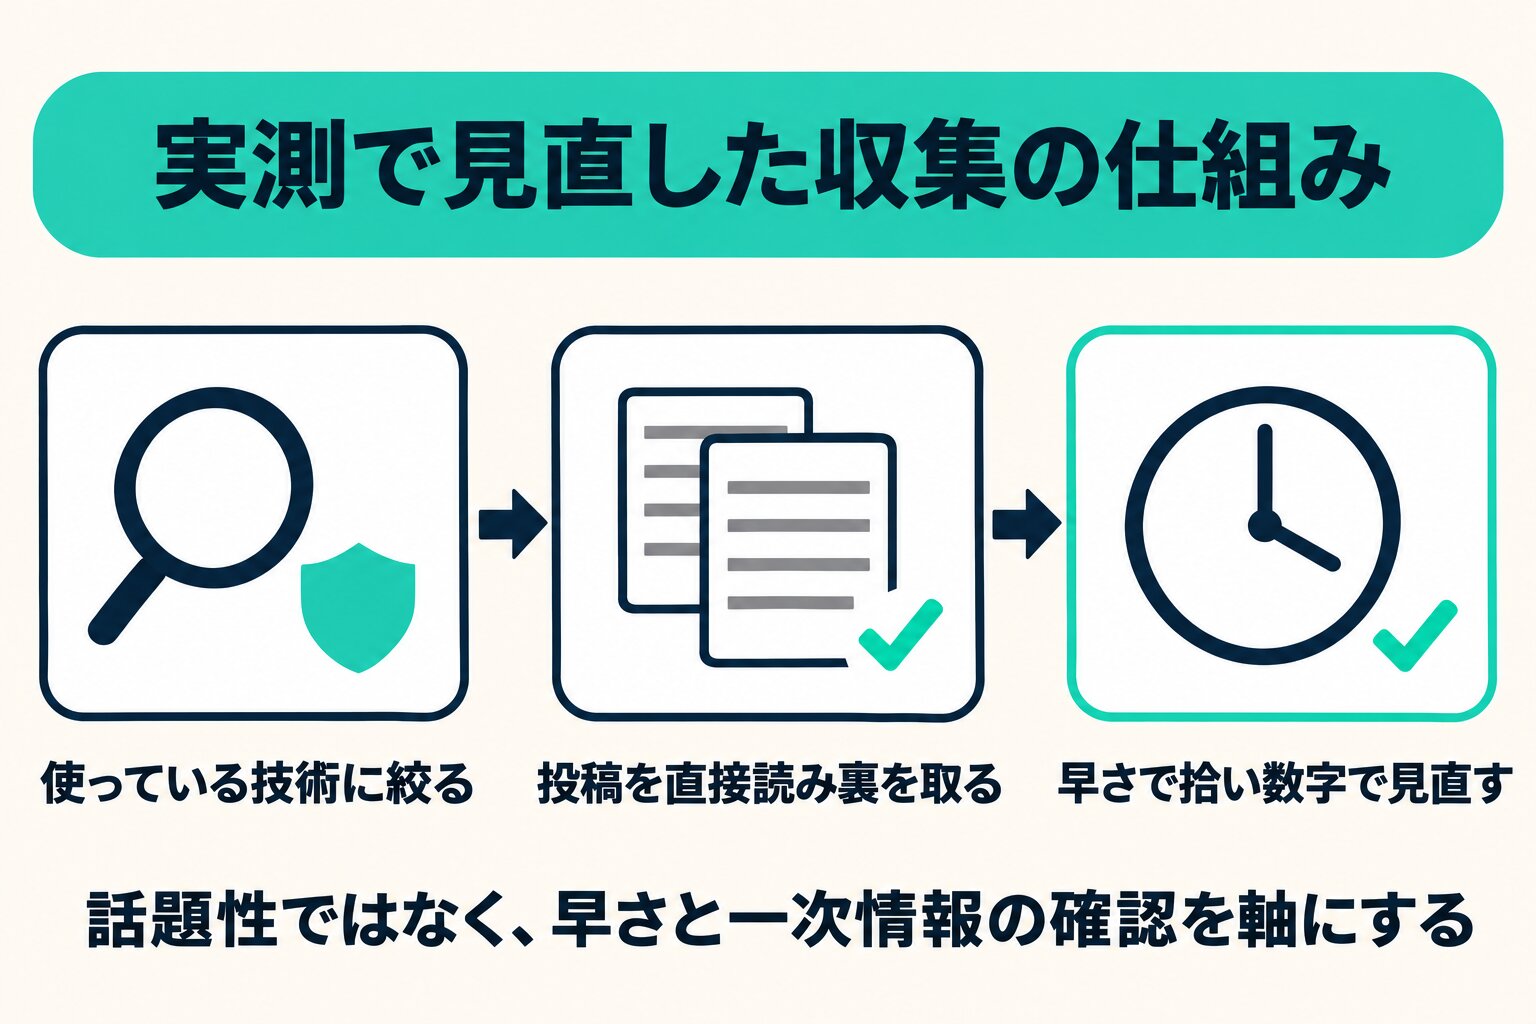 実測で見直した収集の仕組み
使っている技術に絞る
投稿を直接読み裏を取る
早さで拾い数字で見直す
話題性ではなく、早さと一次情報の確認を軸にする